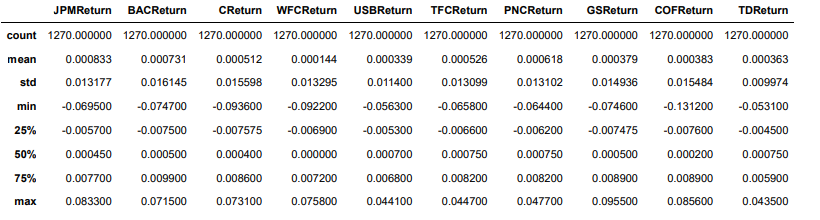 JPMReturn BACReturn CReturn WFCReturn USBReturn TFCReturn PNCReturn GSReturn COFReturn TDReturn
count 1270.000000 1270.000000 1270.000000 1270.000000 1270.000000 1270.000000 1270.000000 1270.000000 1270.000000 1270.000000
mean 0.000833 0.000731 0.000512 0.000144 0.000339 0.000526 0.000618 0.000379 0.000383 0.000363
std 0.013177 0.016145 0.015598 0.013295 0.011400 0.013099 0.013102 0.014936 0.015484 0.009974
min -0.069500 -0.074700 -0.093600 -0.092200 -0.056300 -0.065800 -0.064400 -0.074600 -0.131200 -0.053100
25% -0.005700 -0.007500 -0.007575 -0.006900 -0.005300 -0.006600 -0.006200 -0.007475 -0.007600 -0.004500
50% 0.000450 0.000500 0.000400 0.000000 0.000700 0.000750 0.000750 0.000500 0.000200 0.000750
75% 0.007700 0.009900 0.008600 0.007200 0.006800 0.008200 0.008200 0.008900 0.008900 0.005900
max 0.083300 0.071500 0.073100 0.075800 0.044100 0.044700 0.047700 0.095500 0.085600 0.043500